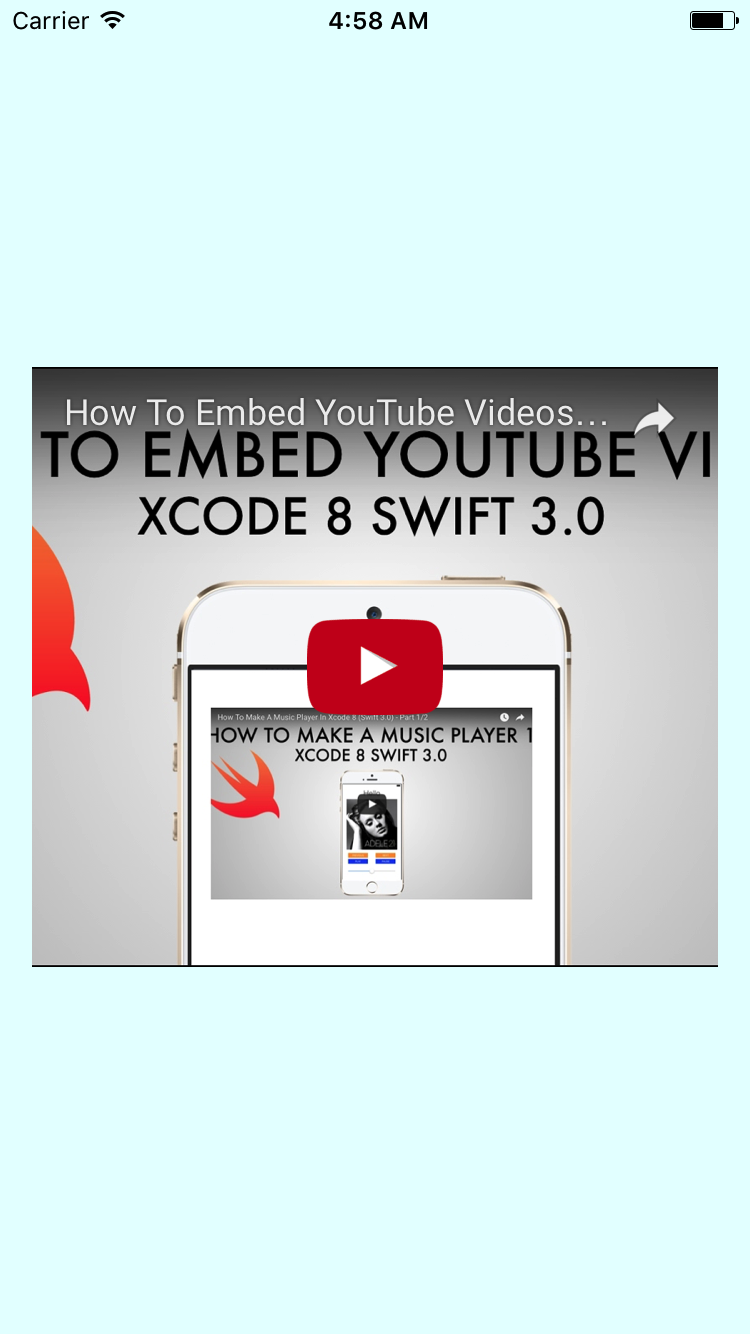 Carrier 4:58 AM
How To Embed YouTube Videos...
TO EMBED YOUTUBE VI
XCODE 8 SWIFT 3.0
How To Make A Music Player In Xcode 8 (Swift 3.0) - Part 1/2
HOW TO MAKE A MUSIC PLAYER 1
XCODE 8 SWIFT 3.0
Hello
ADELE 21